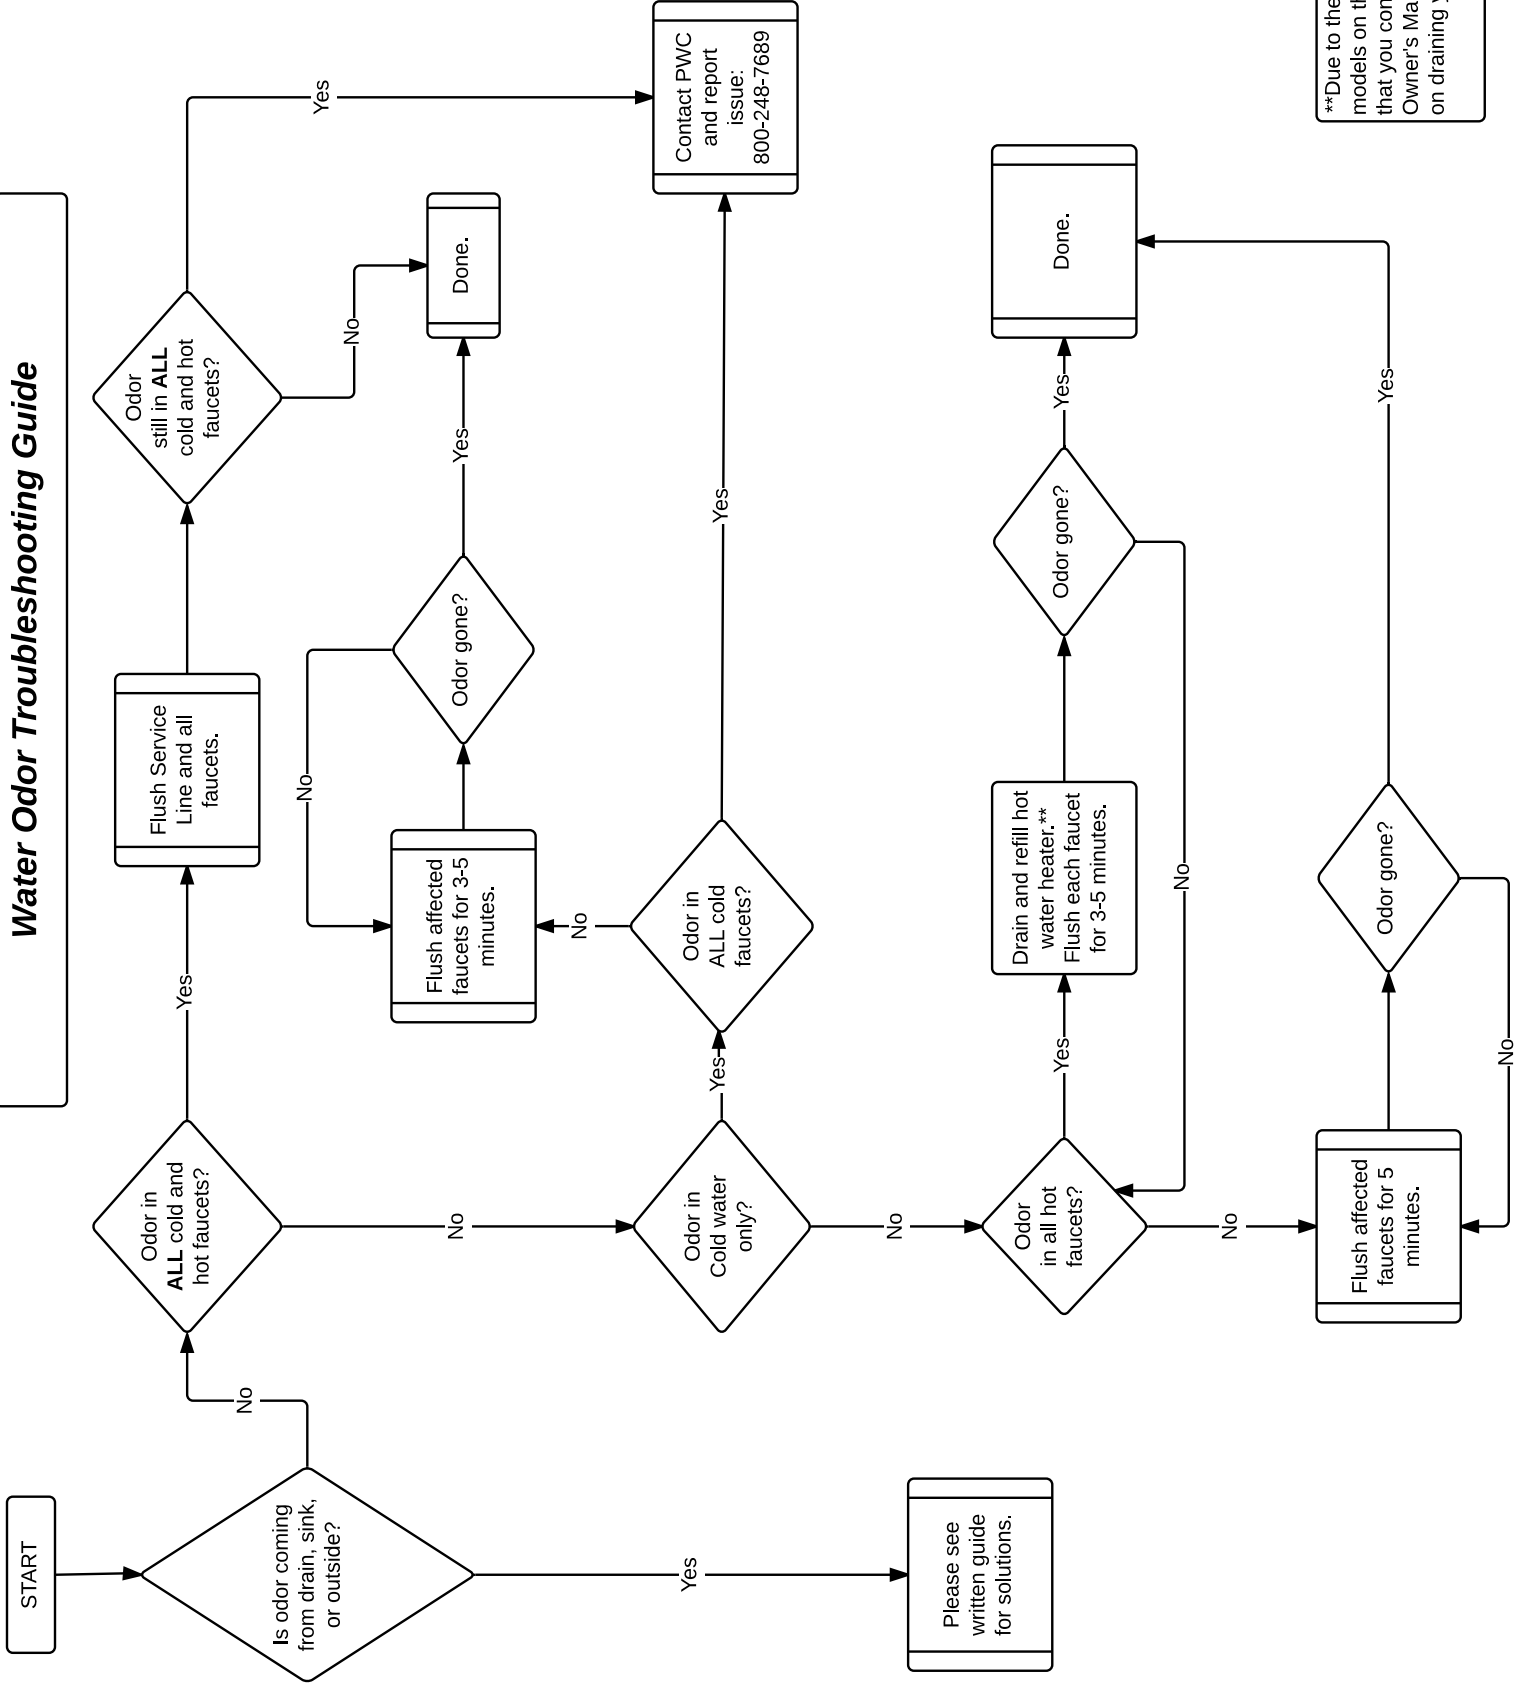 Water Odor Troubleshooting Guide
START
Is odor coming
from drain, sink,
or outside?
No
Yes
Please see
written guide
for solutions.
Odor in
ALL cold and
hot faucets?
Yes
Flush Service
Line and all
faucets.
Odor
still in ALL
cold and hot
faucets?
Yes
No
Done.
Contact PWC
and report
issue:
800-248-7689
No
Odor in
Cold water
only?
Yes
Odor in
ALL cold
faucets?
Yes
No
Flush affected
faucets for 3-5
minutes.
Odor gone?
Yes
No
No
Odor
in all hot
faucets?
Yes
Drain and refill hot
water heater.**
Flush each faucet
for 3-5 minutes.
Odor gone?
Yes
Done.
No
No
Flush affected
faucets for 5
minutes.
Odor gone?
Yes
No
**Due to the
models on
that you
Owner's
on draining